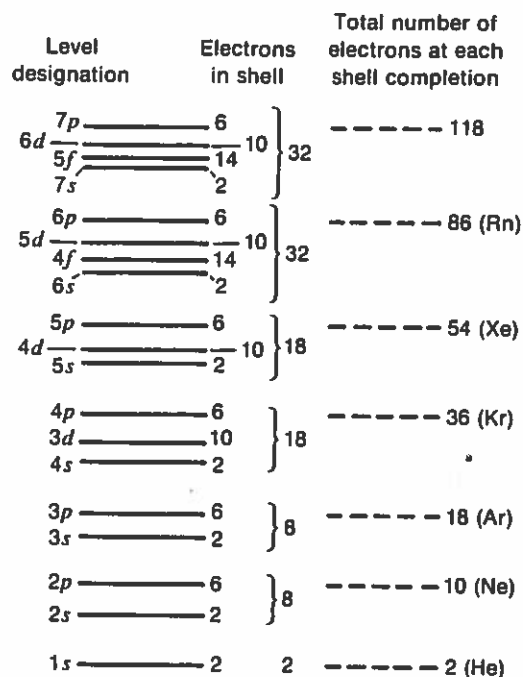 Level designation
Electrons in shell
Total number of electrons at each shell completion
7p 6
6d 10 } 32 118
5f 14
7s 2
6p 6
5d 10 } 32 86 (Rn)
4f 14
6s 2
5p 6
4d 10 } 18 54 (Xe)
5s 2
4p 6
3d 10 } 18 36 (Kr)
4s 2
3p 6
} 8 18 (Ar)
3s 2
2p 6
} 8 10 (Ne)
2s 2
1s 2 2 2 (He)